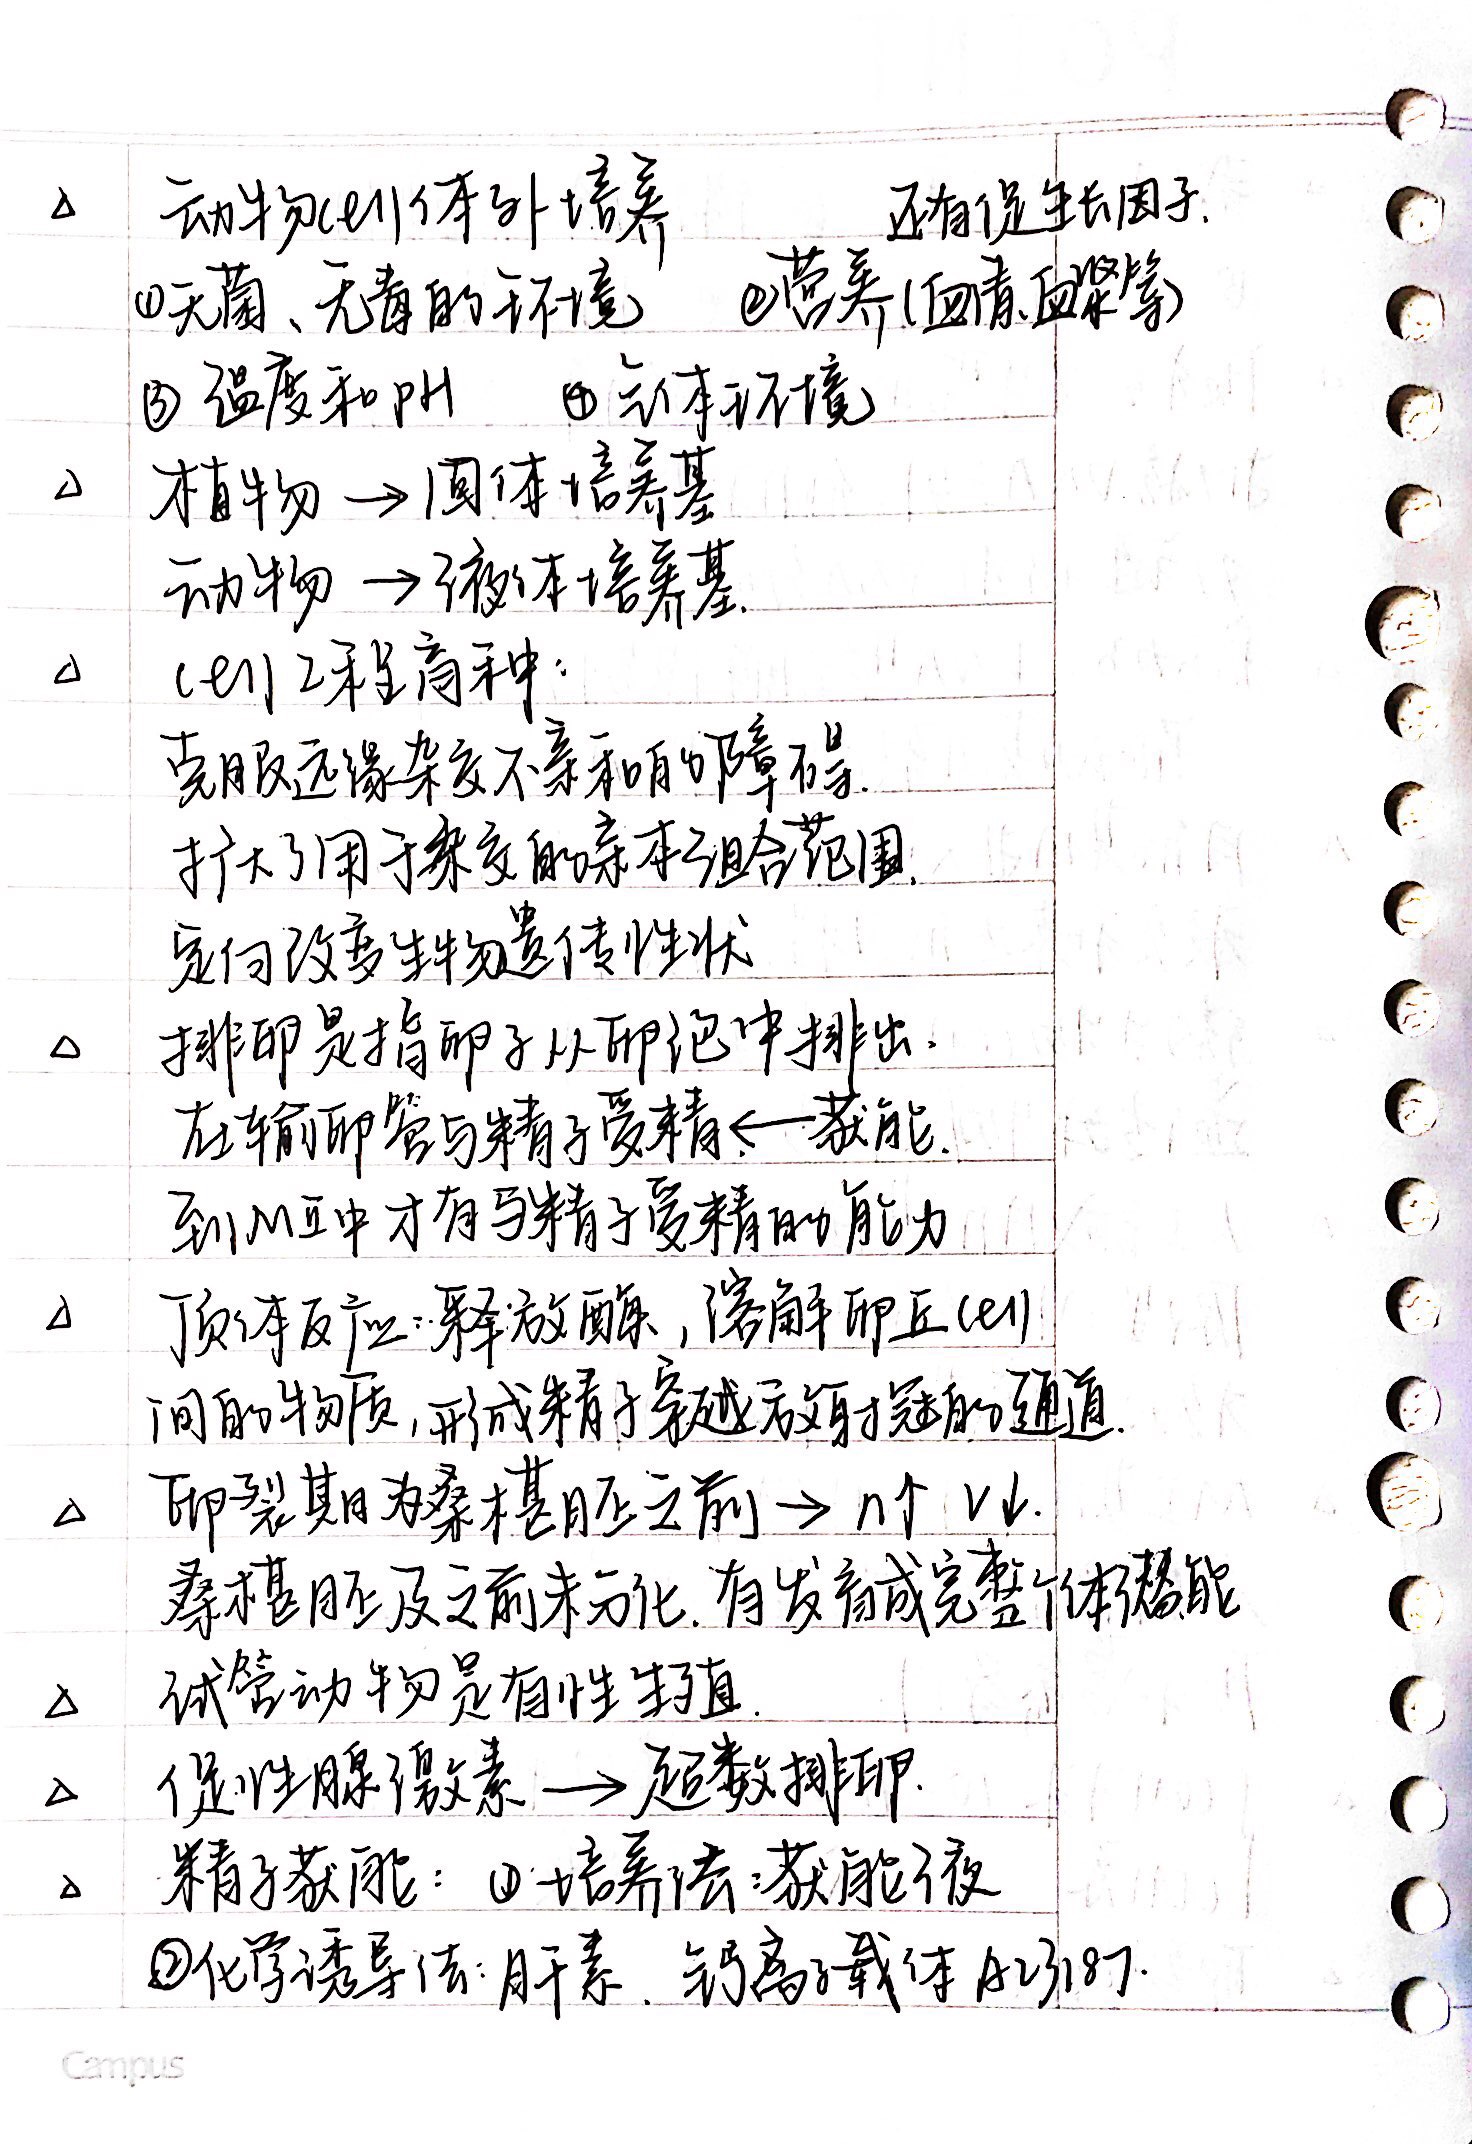 △ 动物cell体外培养 还有促生长因子.
①无菌、无毒的环境 ②营养(血清、血浆等)
③温度和pH ④气体环境
△ 植物→固体培养基
动物→液体培养基.
△ cell工程育种:
克服远缘杂交不亲和的障碍.
扩大了用于杂交的亲本组合范围.
定向改变生物遗传性状
△ 排卵是指卵子从卵泡中排出.
在输卵管与精子受精←获能.
到MⅡ中才有与精子受精的能力
△ 顶体反应:释放酶,溶解卵丘cell
间的物质,形成精子穿越放射冠的通道.
△ 卵裂期为桑椹胚之前→n↑ V↓.
桑椹胚及之前未分化.有发育成完整个体潜能
△ 试管动物是有性生殖.
△ 促性腺激素→超数排卵.
△ 精子获能:①培养法:获能液
②化学诱导法:肝素、钙离子载体A23187.
Campus